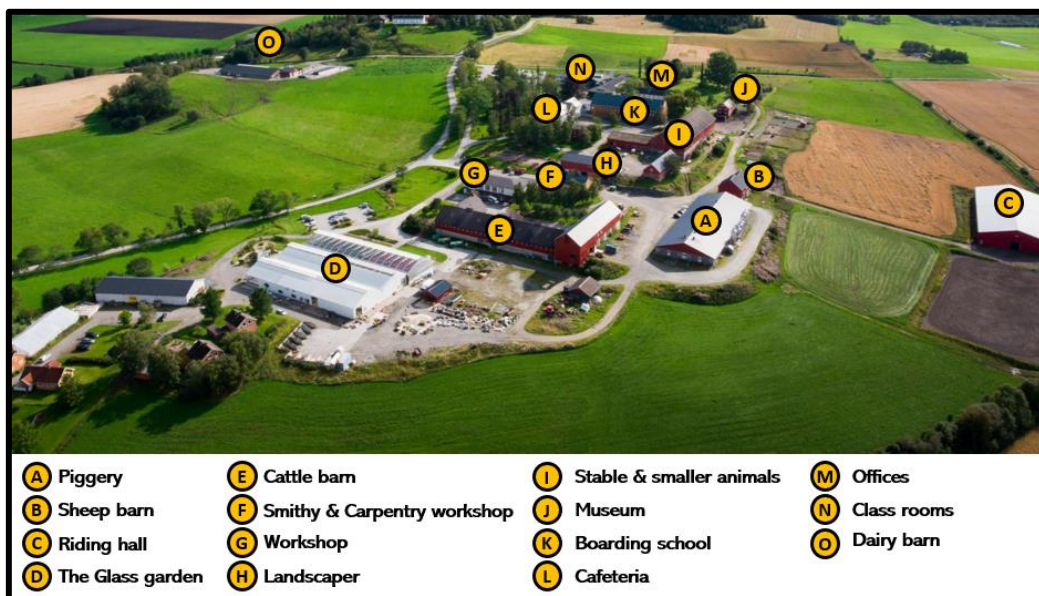 O
N
M
J
L
K
I
H
G
F
B
A
C
E
D
A Piggery
B Sheep barn
C Riding hall
D The Glass garden
E Cattle barn
F Smithy & Carpentry workshop
G Workshop
H Landscaper
I Stable & smaller animals
J Museum
K Boarding school
L Cafeteria
M Offices
N Class rooms
O Dairy barn